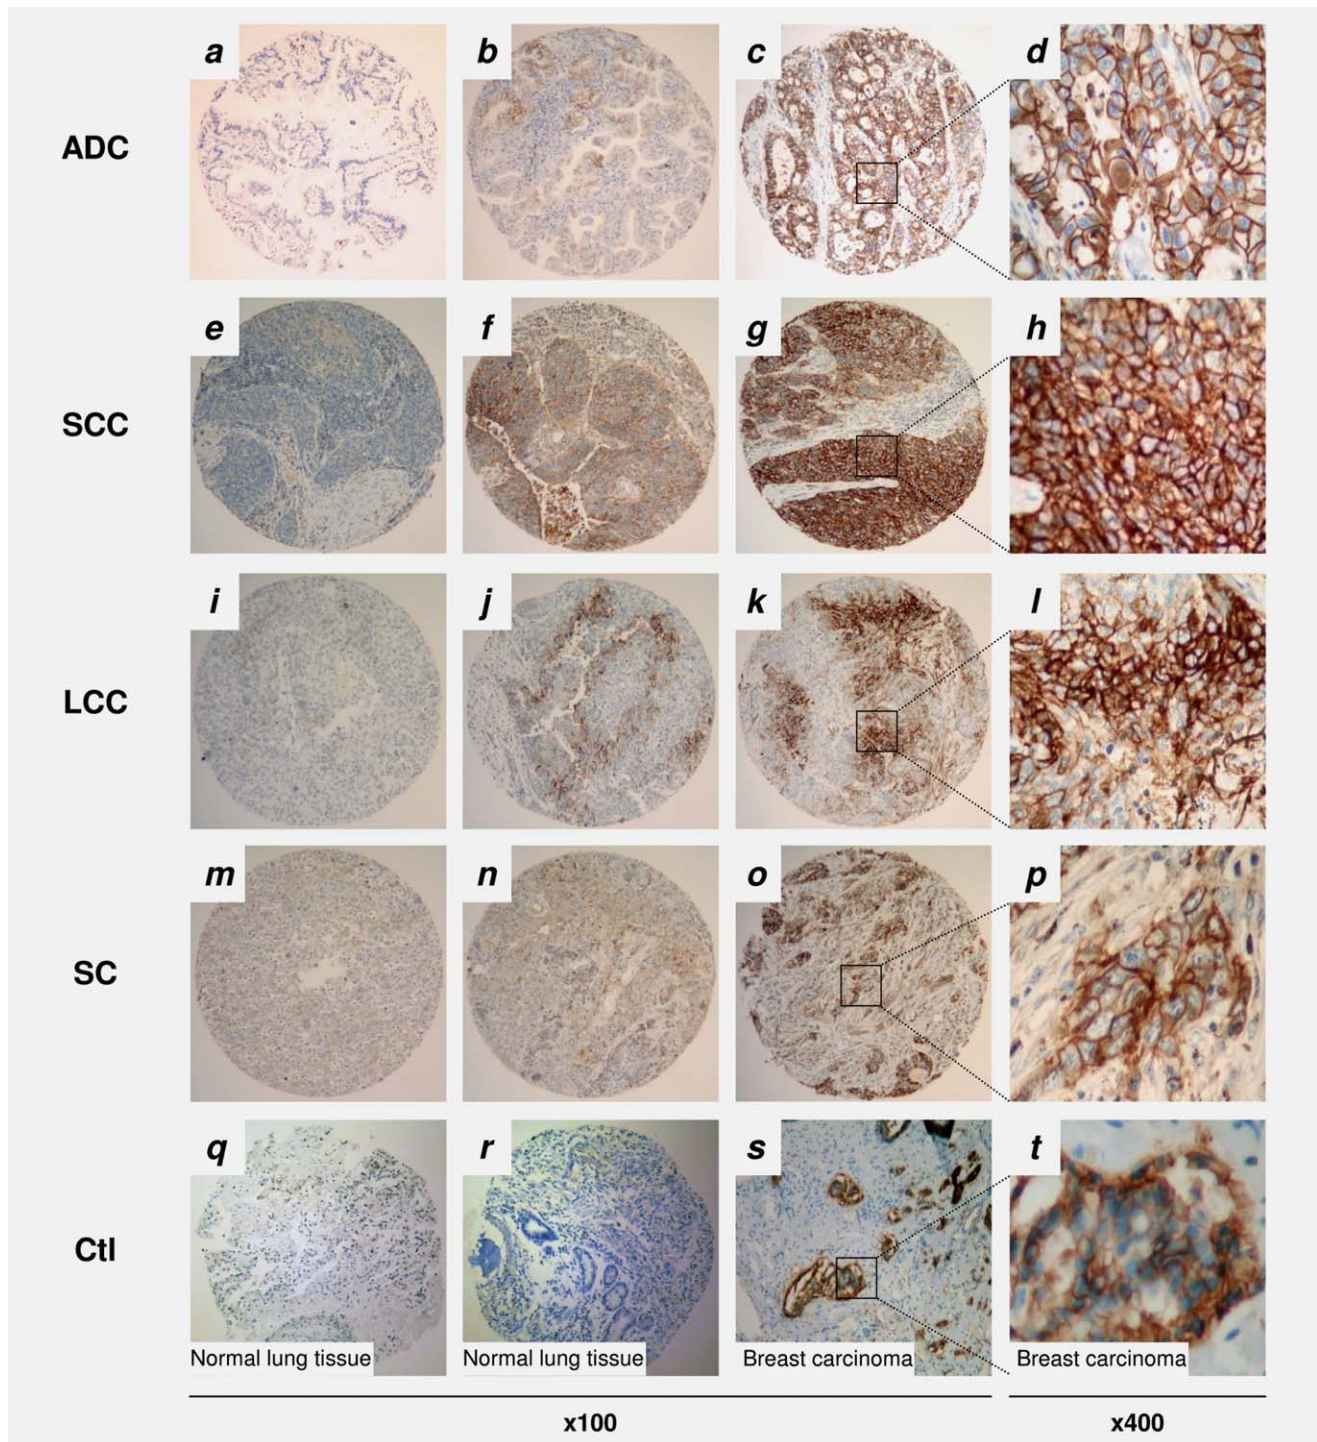 a b c d
ADC
e f g h
SCC
i j k l
LCC
m n o p
SC
q r s t
Ctl
Normal lung tissue Normal lung tissue Breast carcinoma Breast carcinoma
x100 x400